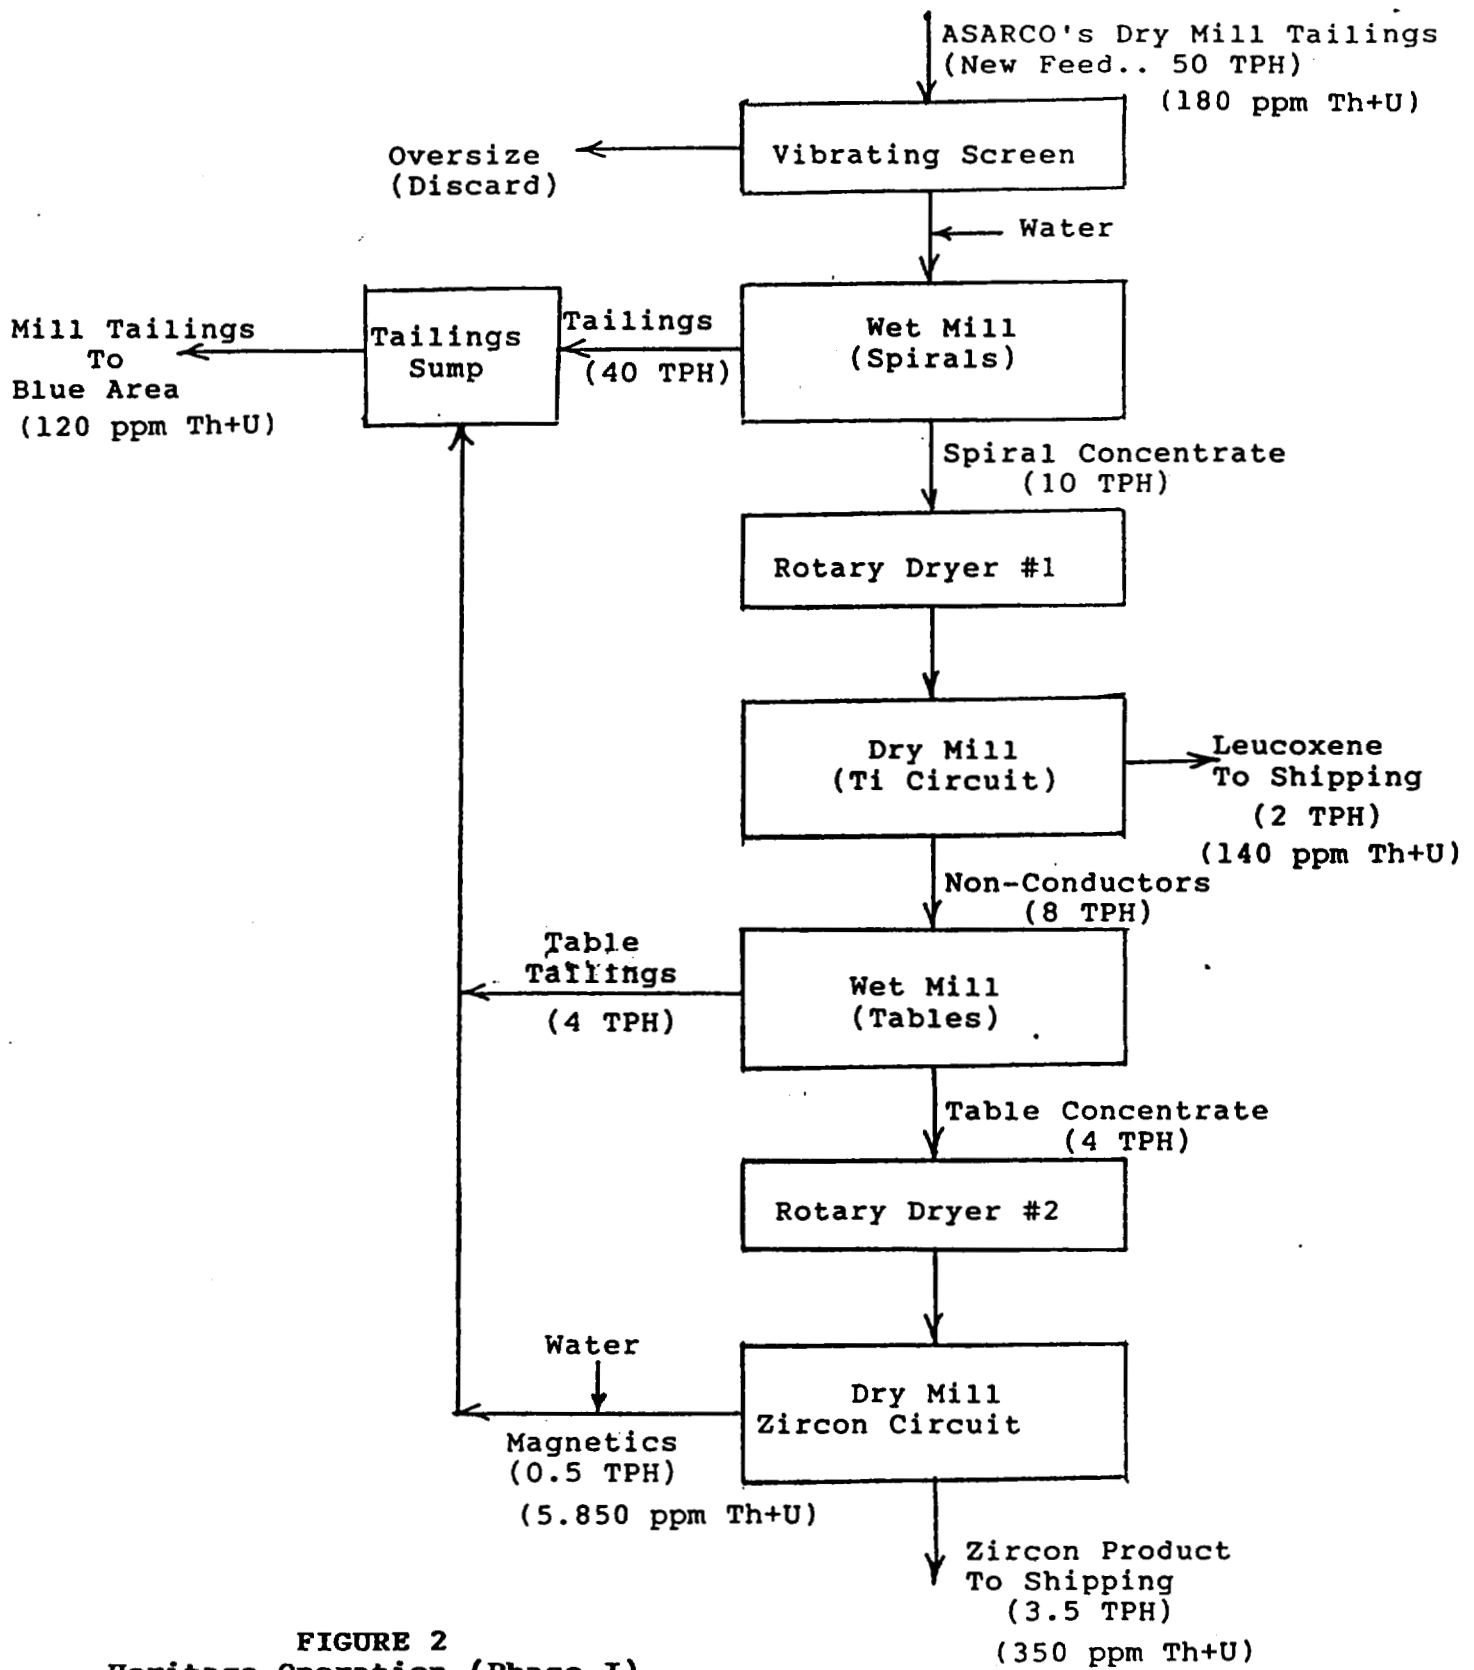 ASARCO's Dry Mill Tailings
(New Feed.. 50 TPH)
(180 ppm Th+U)
Vibrating Screen
Oversize
(Discard)
Water
Wet Mill
(Spirals)
Tailings
(40 TPH)
Tailings
Sump
Mill Tailings
To
Blue Area
(120 ppm Th+U)
Spiral Concentrate
(10 TPH)
Rotary Dryer #1
Dry Mill
(Ti Circuit)
Leucoxene
To Shipping
(2 TPH)
(140 ppm Th+U)
Non-Conductors
(8 TPH)
Wet Mill
(Tables)
Table
Tailings
(4 TPH)
Table Concentrate
(4 TPH)
Rotary Dryer #2
Dry Mill
Zircon Circuit
Water
Magnetics
(0.5 TPH)
(5.850 ppm Th+U)
Zircon Product
To Shipping
(3.5 TPH)
(350 ppm Th+U)
FIGURE 2
Heritage Operation (Phase I)